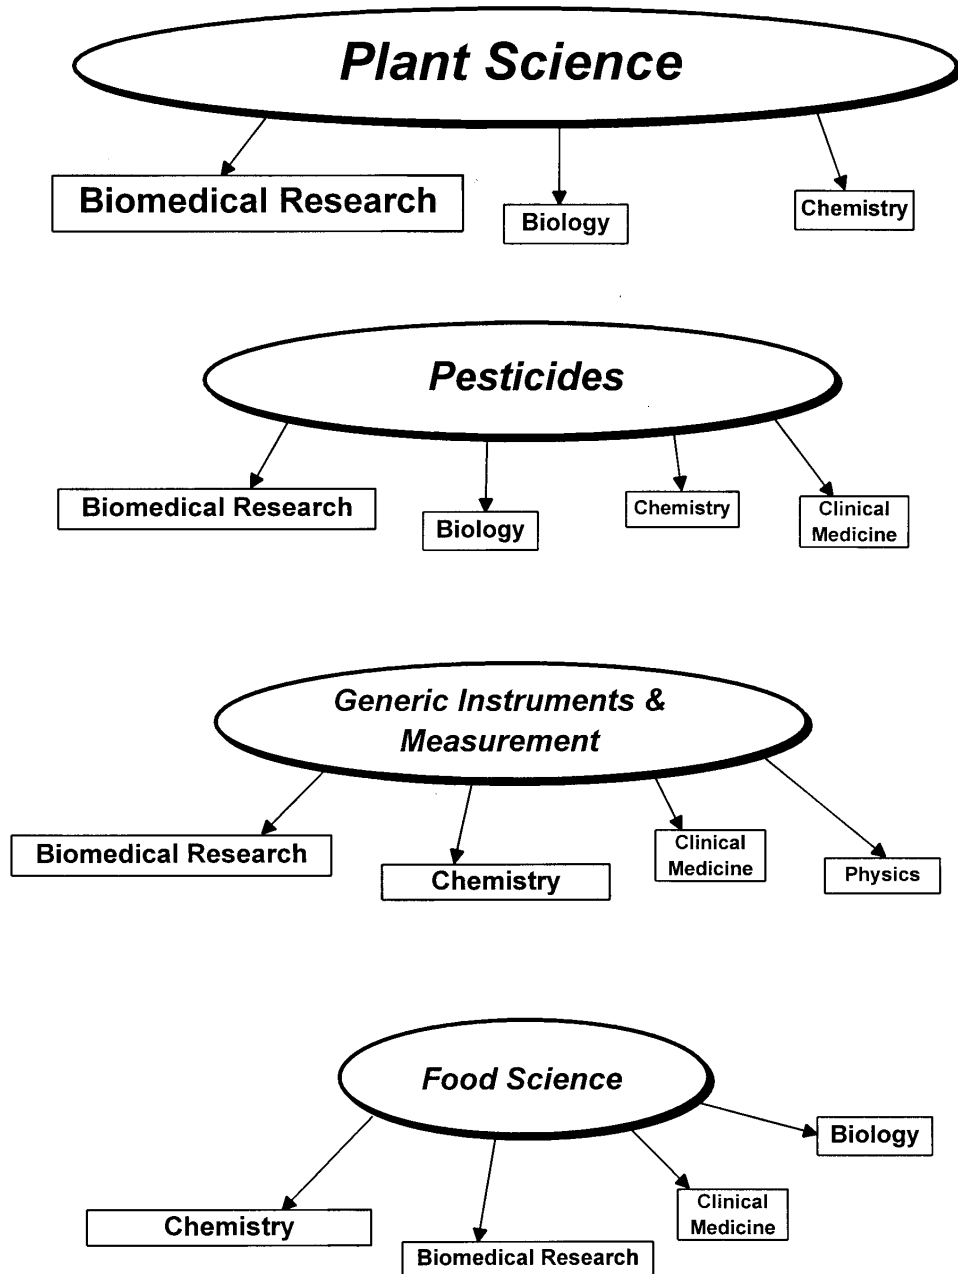 Plant Science
Biomedical Research
Biology
Chemistry
Pesticides
Biomedical Research
Biology
Chemistry
Clinical
Medicine
Generic Instruments &
Measurement
Biomedical Research
Chemistry
Clinical
Medicine
Physics
Food Science
Biology
Chemistry
Clinical
Medicine
Biomedical Research